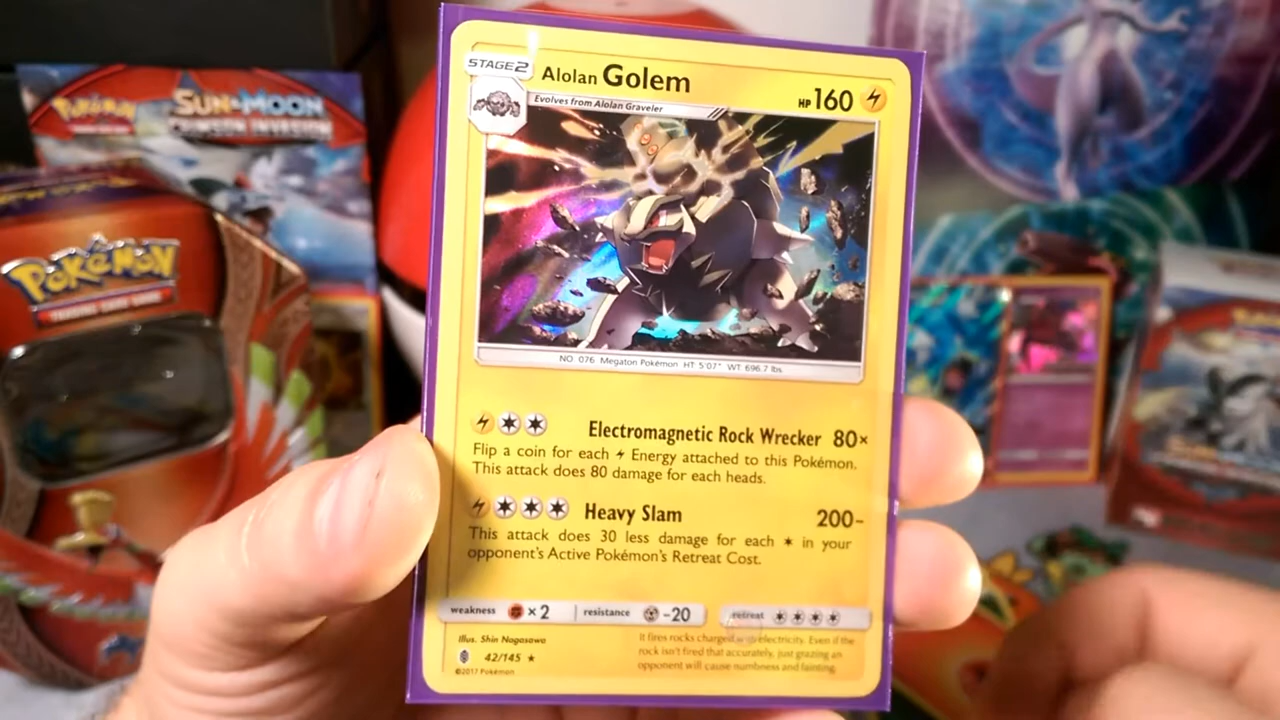 Pokémon
SUN & MOON
CRIMSON INVASION
Pokémon
TRADING CARD GAME
STAGE 2
Alolan Golem
HP 160
Evolves from Alolan Graveler
NO. 076 Megaton Pokémon HT: 5'07" WT: 696.7 lbs
Electromagnetic Rock Wrecker 80×
Flip a coin for each Energy attached to this Pokémon.
This attack does 80 damage for each heads.
Heavy Slam 200-
This attack does 30 less damage for each ✶ in your
opponent's Active Pokémon's Retreat Cost.
weakness ×2 resistance -20 retreat
Illus. Shin Nagasawa
42/145 ★
©2017 Pokémon
It fires rocks charged with electricity. Even if the
rock isn't fired that accurately, just grazing an
opponent will cause numbness and fainting.